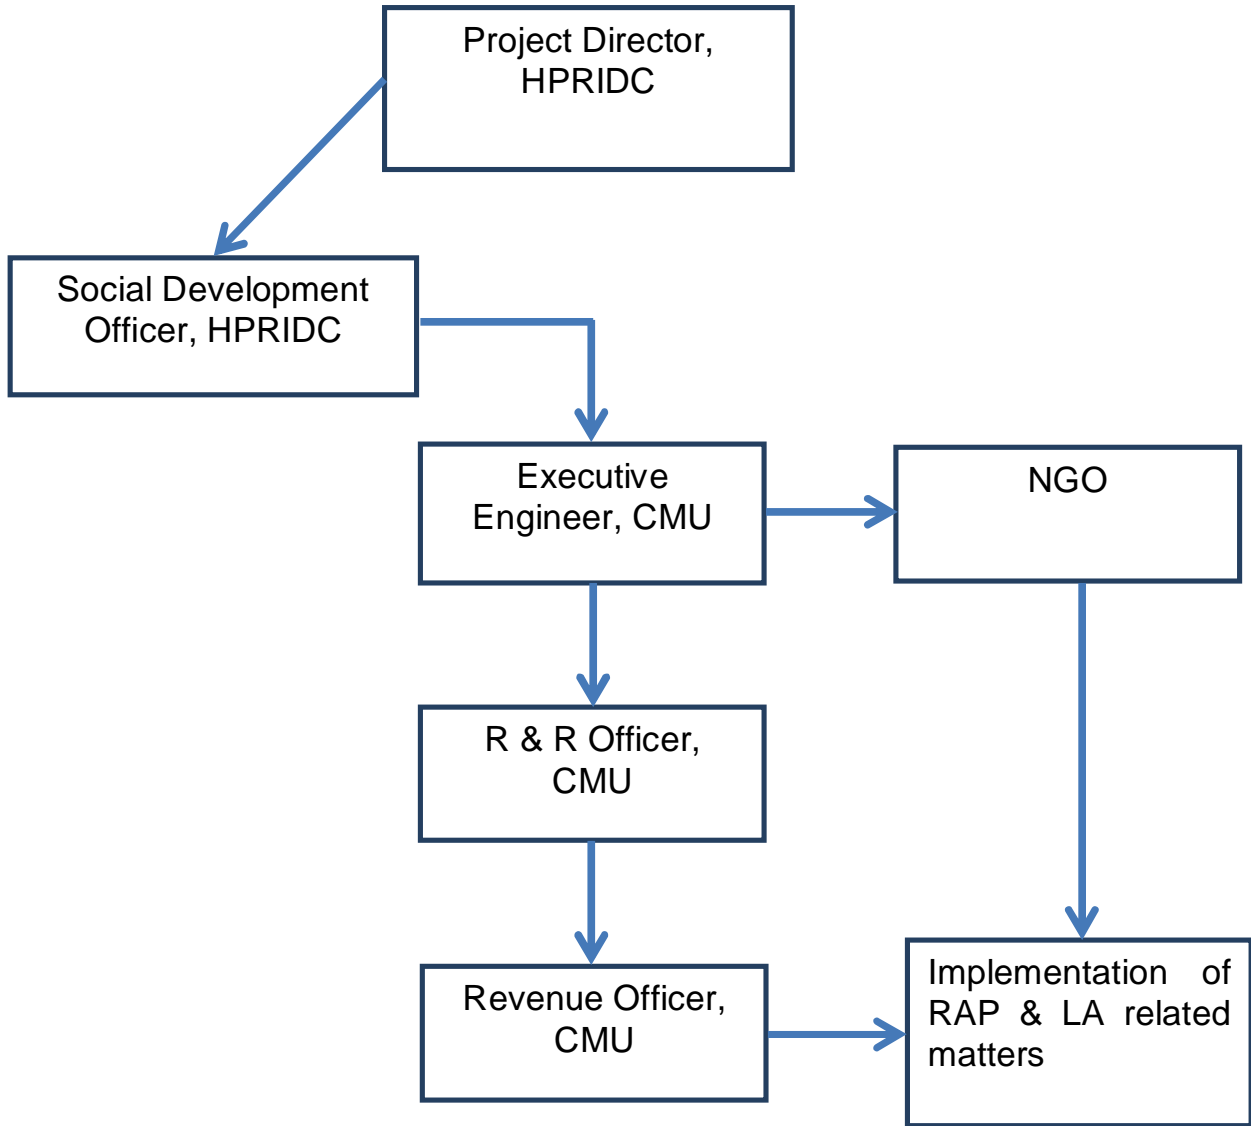 Project Director,
HPRIDC
Social Development
Officer, HPRIDC
Executive
Engineer, CMU
NGO
R & R Officer,
CMU
Revenue Officer,
CMU
Implementation of
RAP & LA related
matters